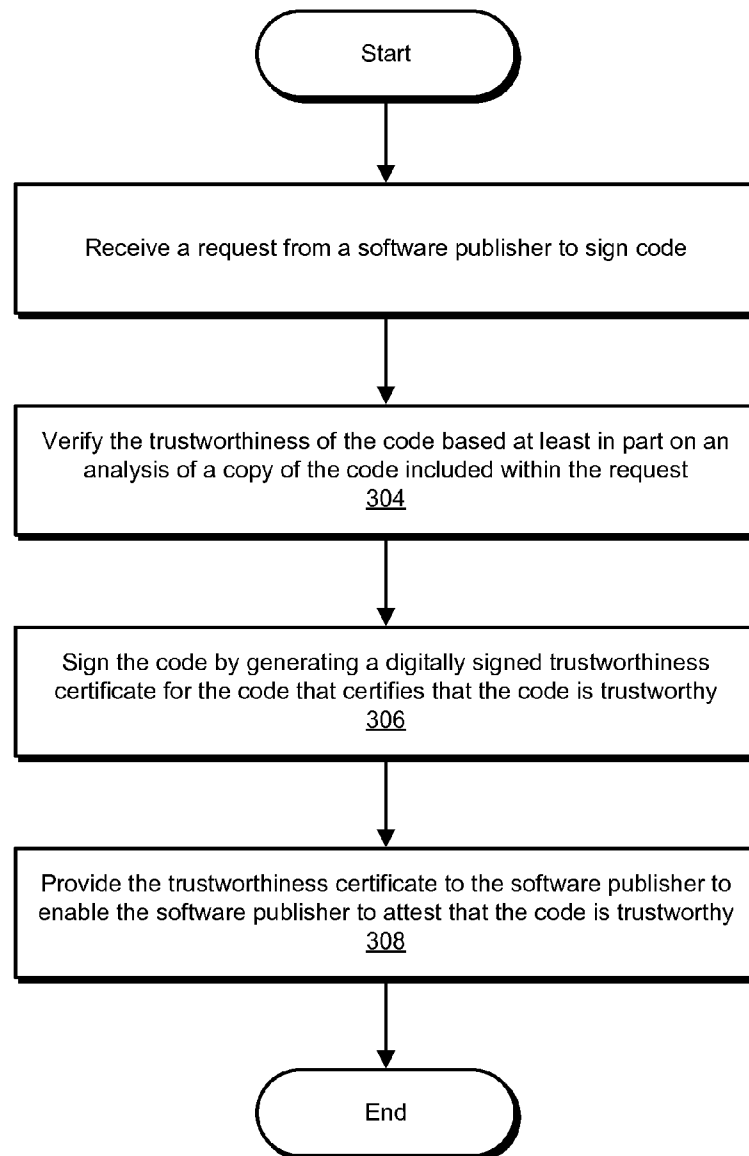 Start
Receive a request from a software publisher to sign code
Verify the trustworthiness of the code based at least in part on an
analysis of a copy of the code included within the request
304
Sign the code by generating a digitally signed trustworthiness
certificate for the code that certifies that the code is trustworthy
306
Provide the trustworthiness certificate to the software publisher to
enable the software publisher to attest that the code is trustworthy
308
End